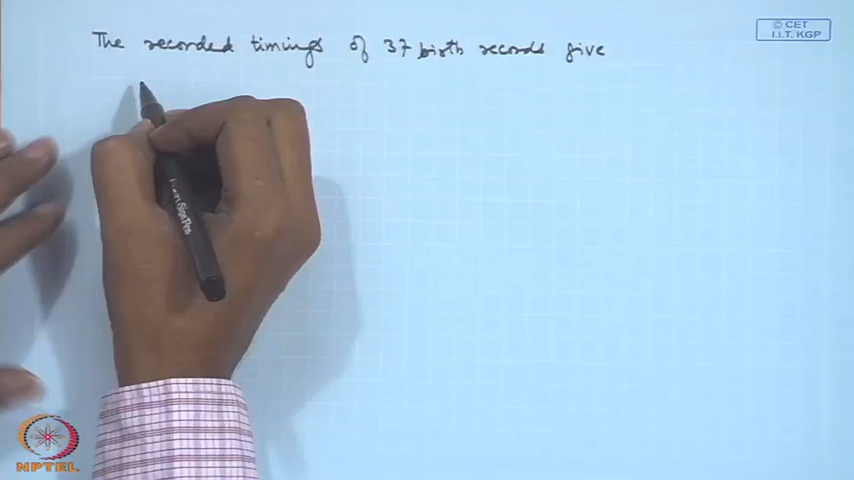 The recorded timings of 37 birth records give
© CET
I.I.T. KGP
NPTEL